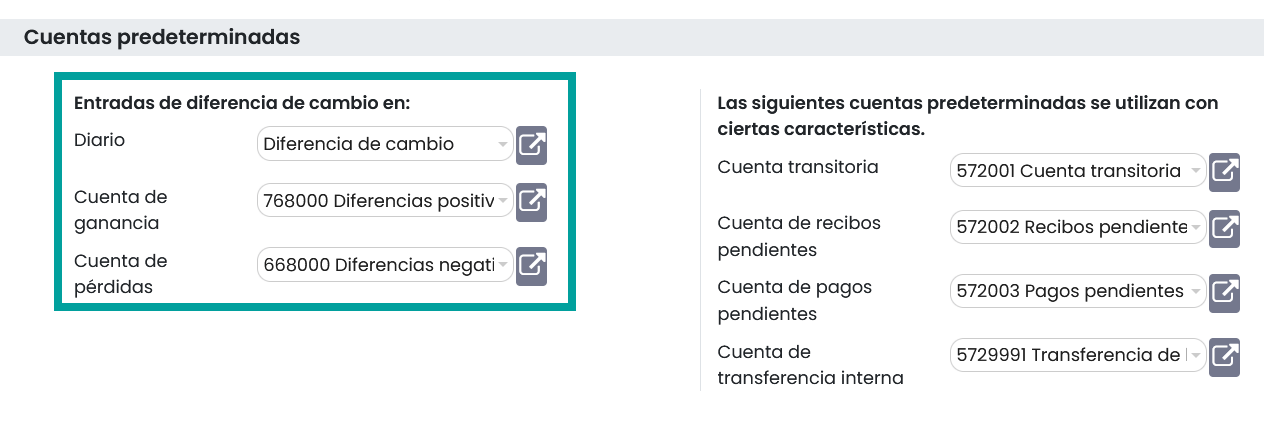 Cuentas predeterminadas
Entradas de diferencia de cambio en:
Diario
Diferencia de cambio
Cuenta de
ganancia
768000 Diferencias positiv
Cuenta de
pérdidas
668000 Diferencias negati
Las siguientes cuentas predeterminadas se utilizan con
ciertas características.
Cuenta transitoria
572001 Cuenta transitoria
Cuenta de recibos
pendientes
572002 Recibos pendiente
Cuenta de pagos
pendientes
572003 Pagos pendientes
Cuenta de
transferencia interna
5729991 Transferencia de